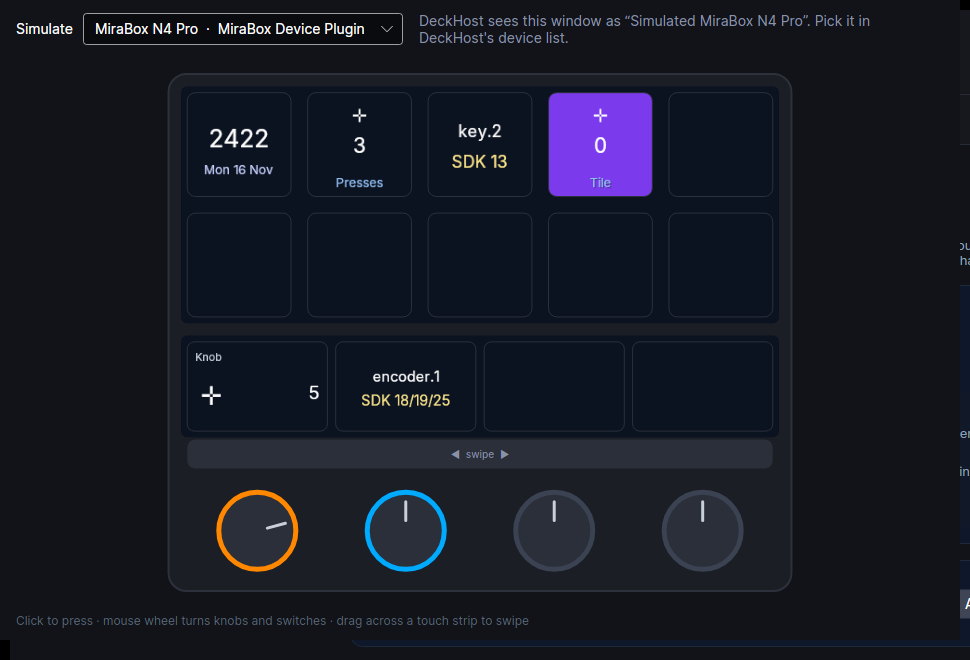 Simulate
MiraBox N4 Pro · MiraBox Device Plugin
DeckHost sees this window as “Simulated MiraBox N4 Pro”. Pick it in
DeckHost's device list.
2422
Mon 16 Nov
3
Presses
key.2
SDK 13
0
Tile
Knob
5
encoder.1
SDK 18/19/25
◀ swipe ▶
Click to press · mouse wheel turns knobs and switches · drag across a touch strip to swipe